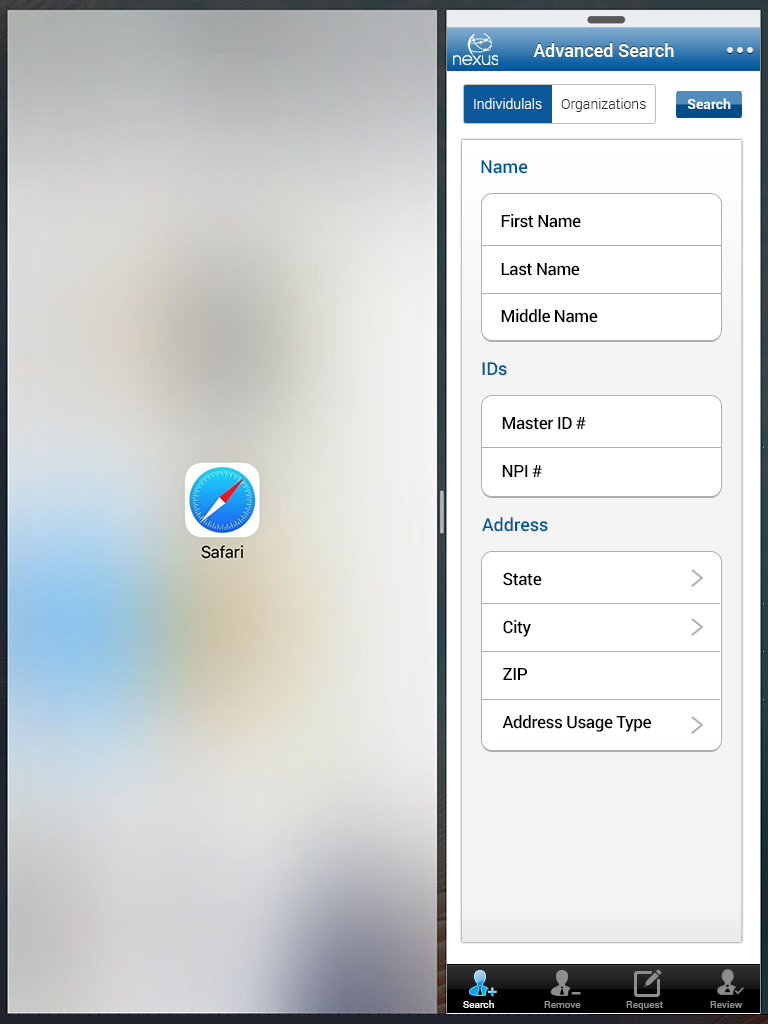 Safari
nexus
Advanced Search
Individulals
Organizations
Search
Name
First Name
Last Name
Middle Name
IDs
Master ID #
NPI #
Address
State
City
ZIP
Address Usage Type
Search
Remove
Request
Review